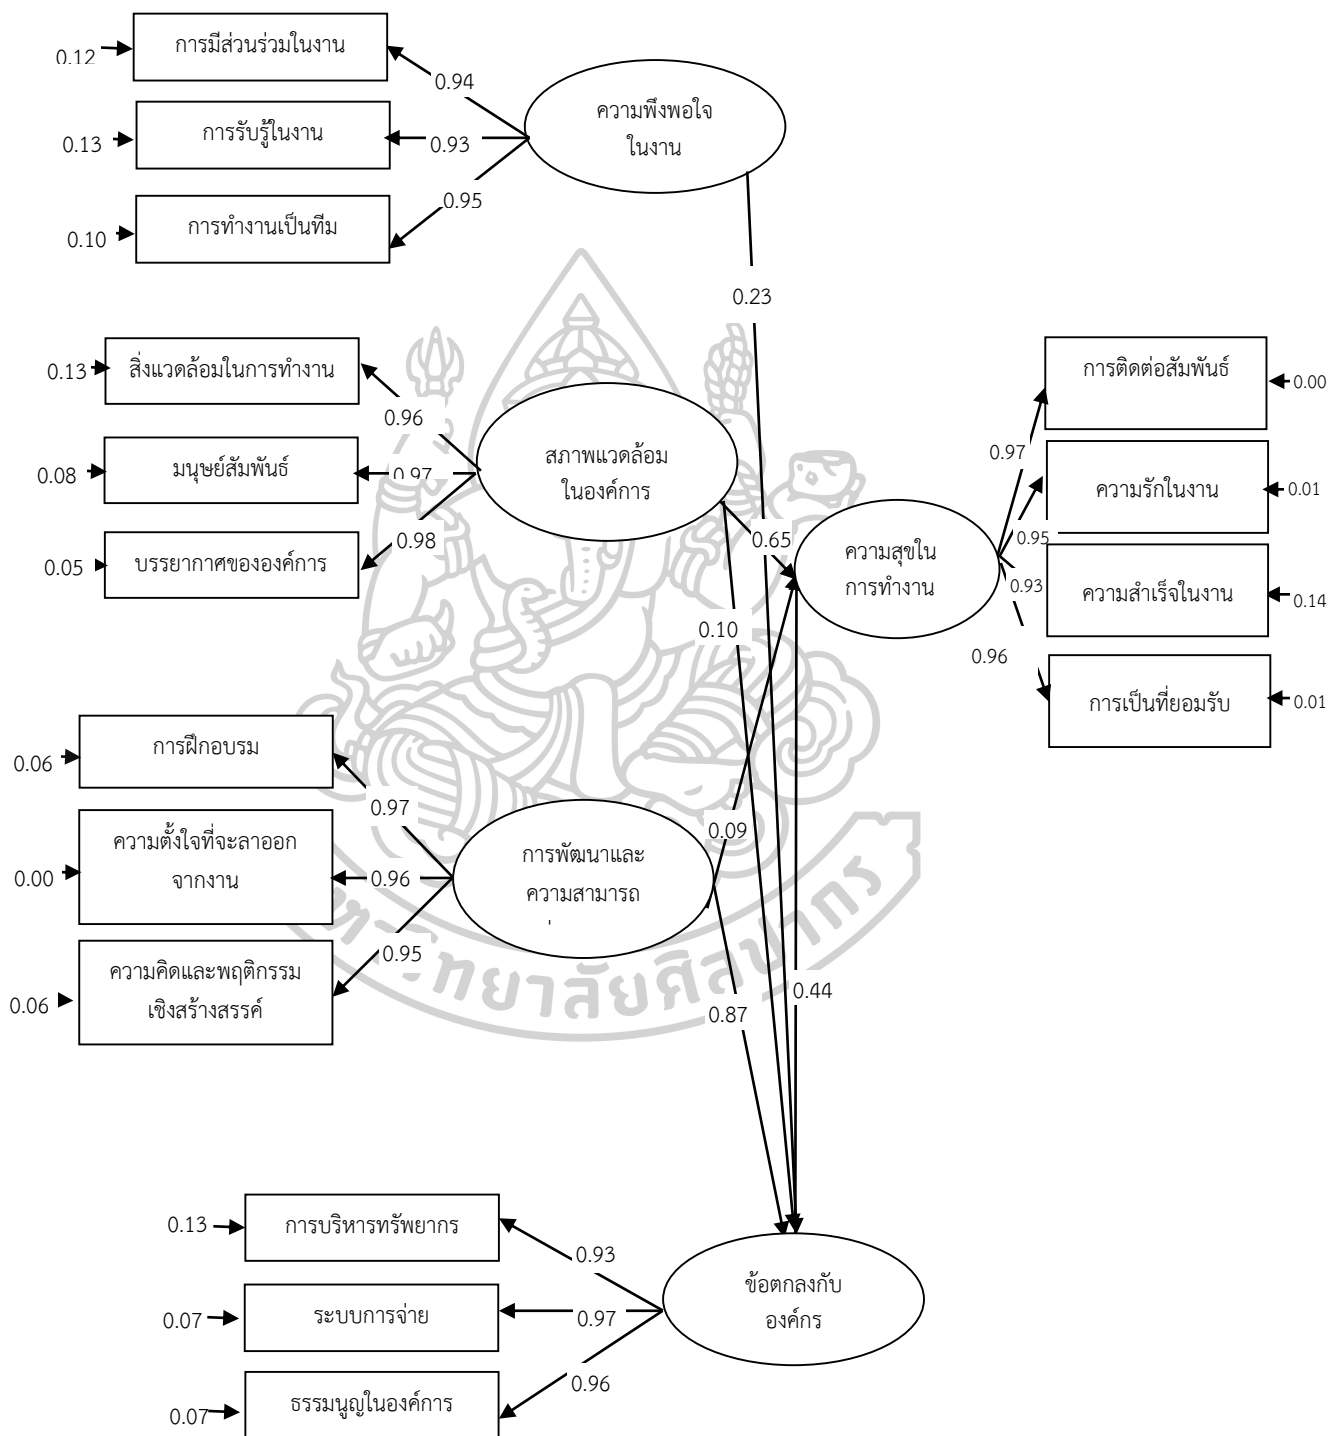 การมีส่วนร่วมในงาน
0.12
0.94
การรับรู้ในงาน
0.13
0.93
ความพึงพอใจ
ในงาน
การทำงานเป็นทีม
0.10
0.95
0.23
สิ่งแวดล้อมในการทำงาน
0.13
0.96
มนุษย์สัมพันธ์
0.08
0.97
สภาพแวดล้อม
ในองค์การ
บรรยากาศขององค์การ
0.05
0.98
0.65
0.10
ความสุขใน
การทำงาน
การติดต่อสัมพันธ์
0.00
0.97
ความรักในงาน
0.01
0.95
ความสำเร็จในงาน
0.14
0.93
การเป็นที่ยอมรับ
0.01
0.96
การฝึกอบรม
0.06
0.97
ความตั้งใจที่จะลาออก
จากงาน
0.00
0.96
การพัฒนาและ
ความสามารถ
0.09
ความคิดและพฤติกรรม
เชิงสร้างสรรค์
0.06
0.95
0.87
0.44
วิทยาลัยศิลปากร
การบริหารทรัพยากร
0.13
0.93
ระบบการจ่าย
0.07
0.97
ข้อตกลงกับ
องค์กร
ธรรมนูญในองค์การ
0.07
0.96